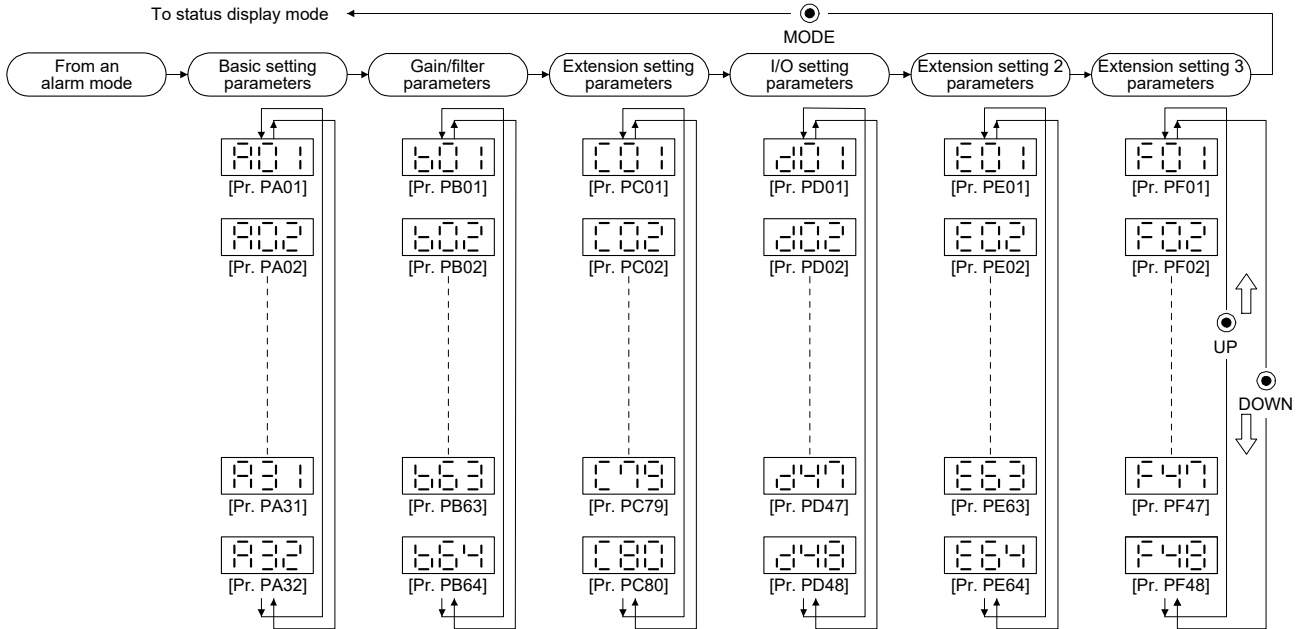 To status display mode
MODE
From an
alarm mode
Basic setting
parameters
Gain/filter
parameters
Extension setting
parameters
I/O setting
parameters
Extension setting 2
parameters
Extension setting 3
parameters
A01 b01 C01 d01 E01 F01
[Pr. PA01] [Pr. PB01] [Pr. PC01] [Pr. PD01] [Pr. PE01] [Pr. PF01]
A02 b02 C02 d02 E02 F02
[Pr. PA02] [Pr. PB02] [Pr. PC02] [Pr. PD02] [Pr. PE02] [Pr. PF02]
UP
DOWN
A31 b63 C79 d47 E63 F47
[Pr. PA31] [Pr. PB63] [Pr. PC79] [Pr. PD47] [Pr. PE63] [Pr. PF47]
A32 b64 C80 d48 E64 F48
[Pr. PA32] [Pr. PB64] [Pr. PC80] [Pr. PD48] [Pr. PE64] [Pr. PF48]